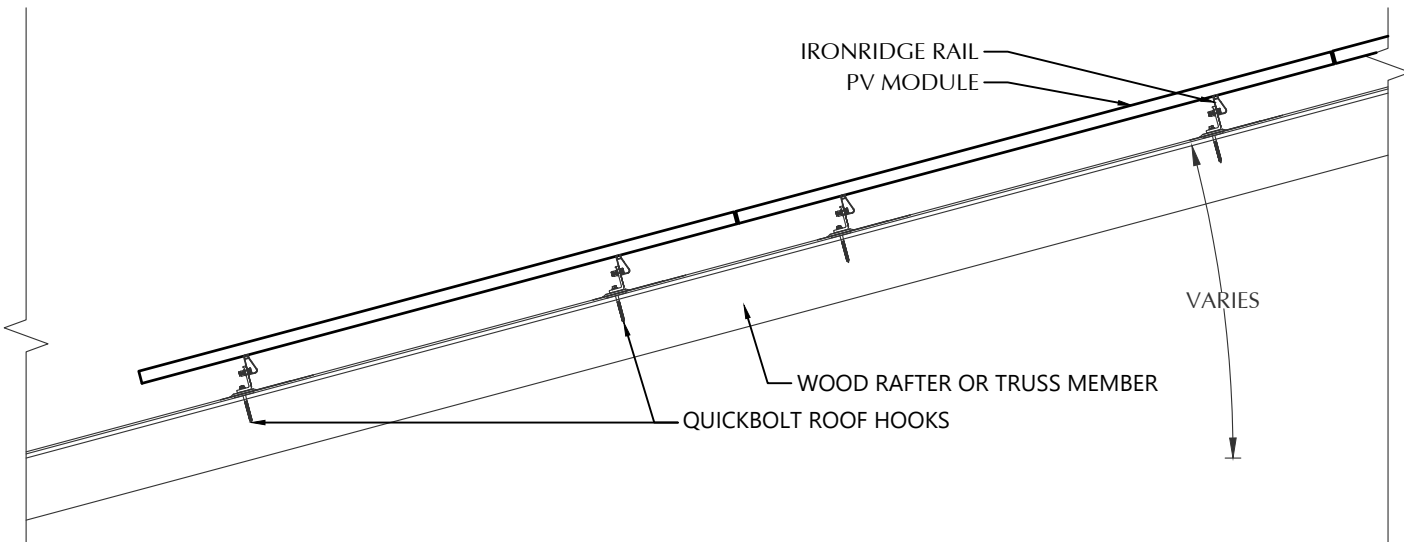 IRONRIDGE RAIL
PV MODULE
VARIES
WOOD RAFTER OR TRUSS MEMBER
QUICKBOLT ROOF HOOKS